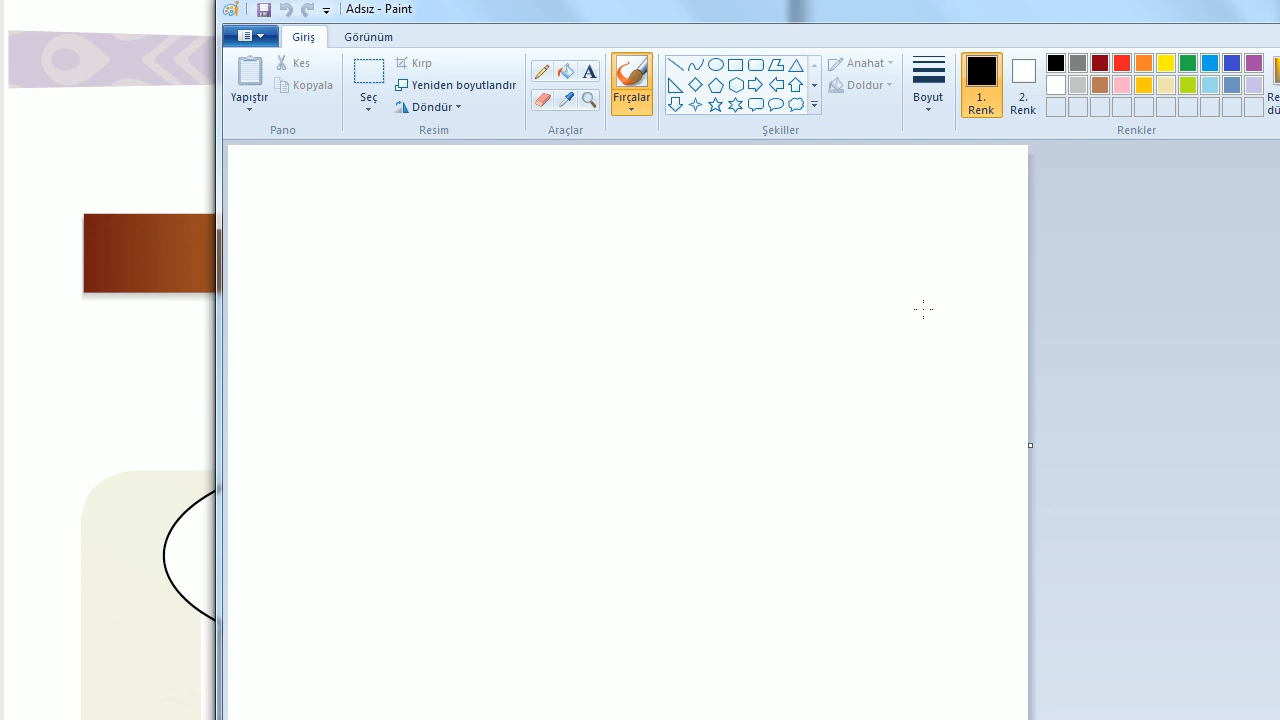 Adsız - Paint
Giriş
Görünüm
Yapıştır
Kes
Kopyala
Pano
Seç
Kırp
Yeniden boyutlandır
Döndür
Resim
A
Araçlar
Fırçalar
Şekiller
Anahat
Doldur
Boyut
1. Renk
2. Renk
Renkler